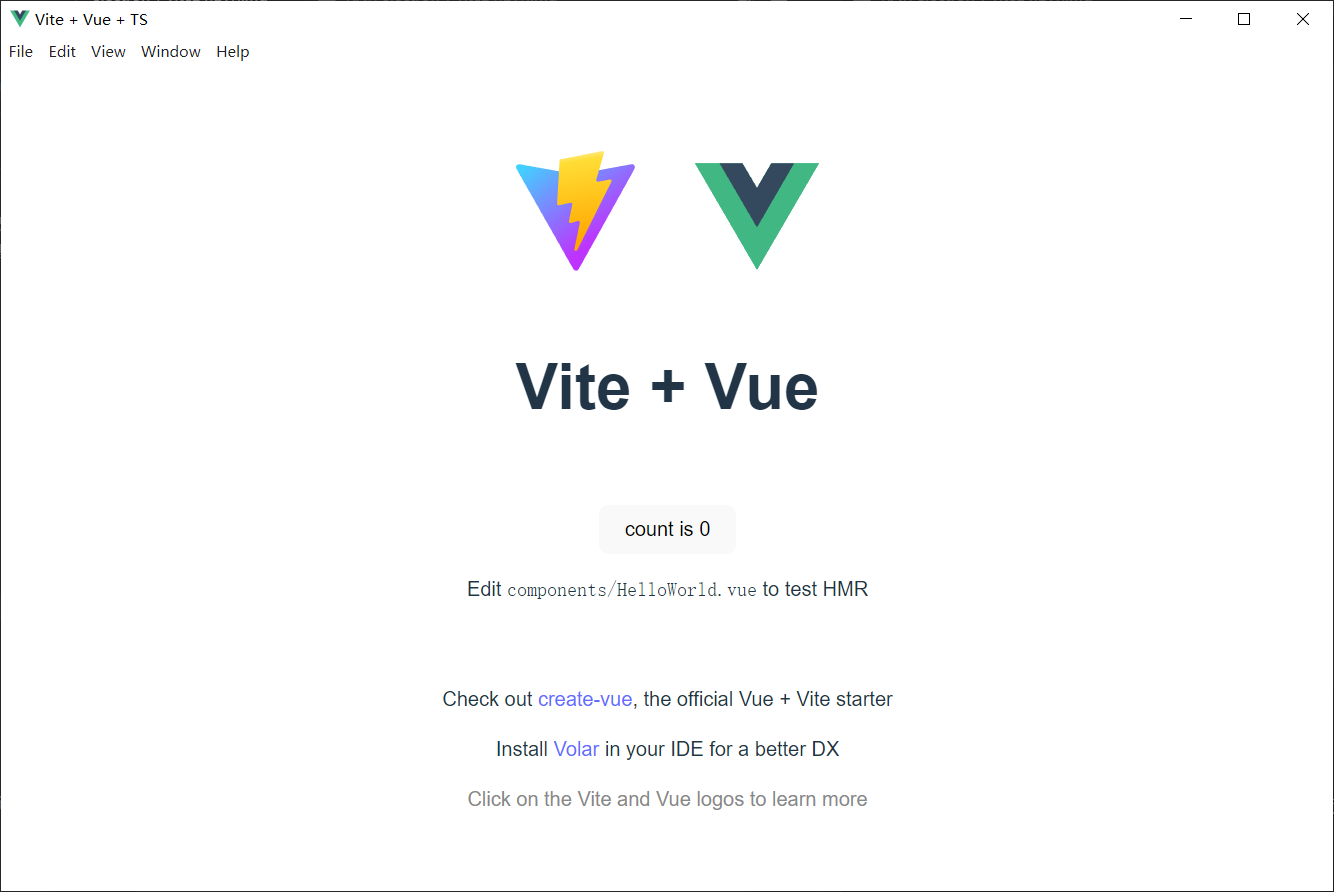 Vite + Vue + TS
File Edit View Window Help
Vite + Vue
count is 0
Edit components/HelloWorld.vue to test HMR
Check out create-vue, the official Vue + Vite starter
Install Volar in your IDE for a better DX
Click on the Vite and Vue logos to learn more